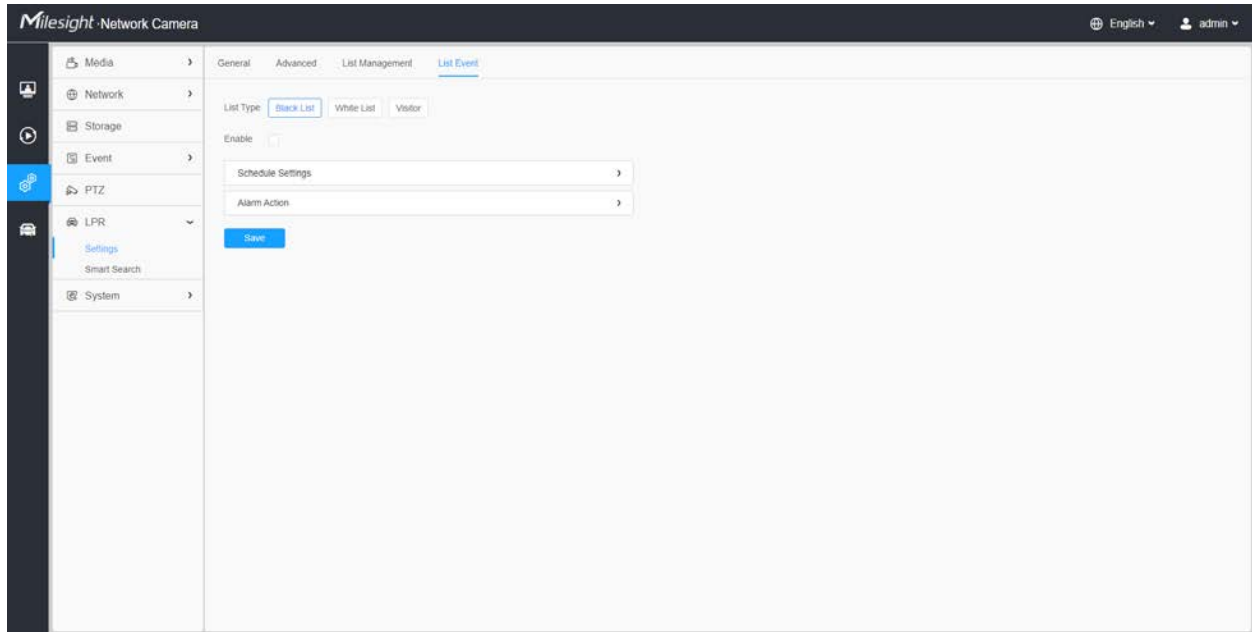 Milesight·Network Camera
English
admin
Media
Network
Storage
Event
PTZ
LPR
Settings
Smart Search
System
General Advanced List Management List Event
List Type Black List White List Visitor
Enable
Schedule Settings
Alarm Action
Save